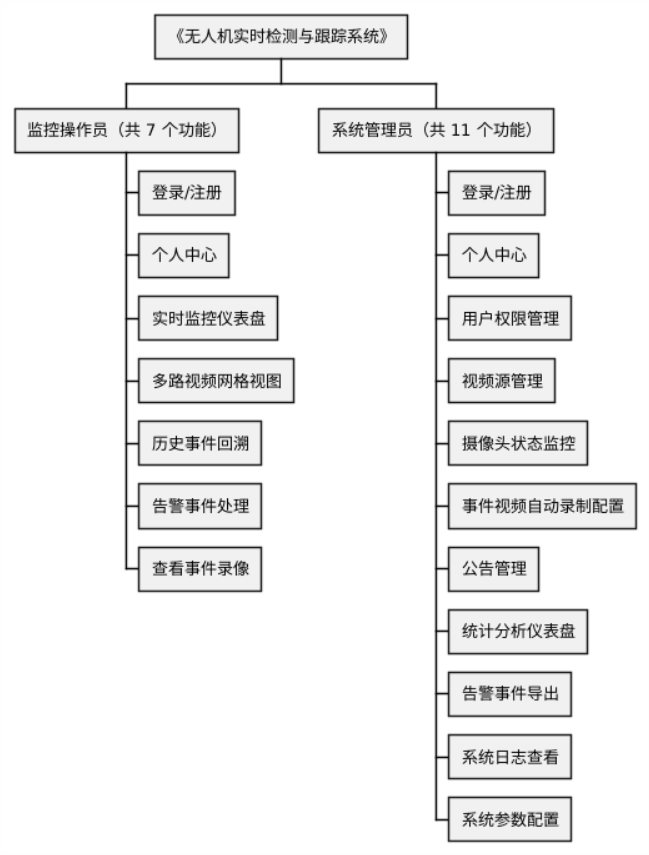 《无人机实时检测与跟踪系统》
监控操作员（共 7 个功能）
登录/注册
个人中心
实时监控仪表盘
多路视频网格视图
历史事件回溯
告警事件处理
查看事件录像
系统管理员（共 11 个功能）
登录/注册
个人中心
用户权限管理
视频源管理
摄像头状态监控
事件视频自动录制配置
公告管理
统计分析仪表盘
告警事件导出
系统日志查看
系统参数配置